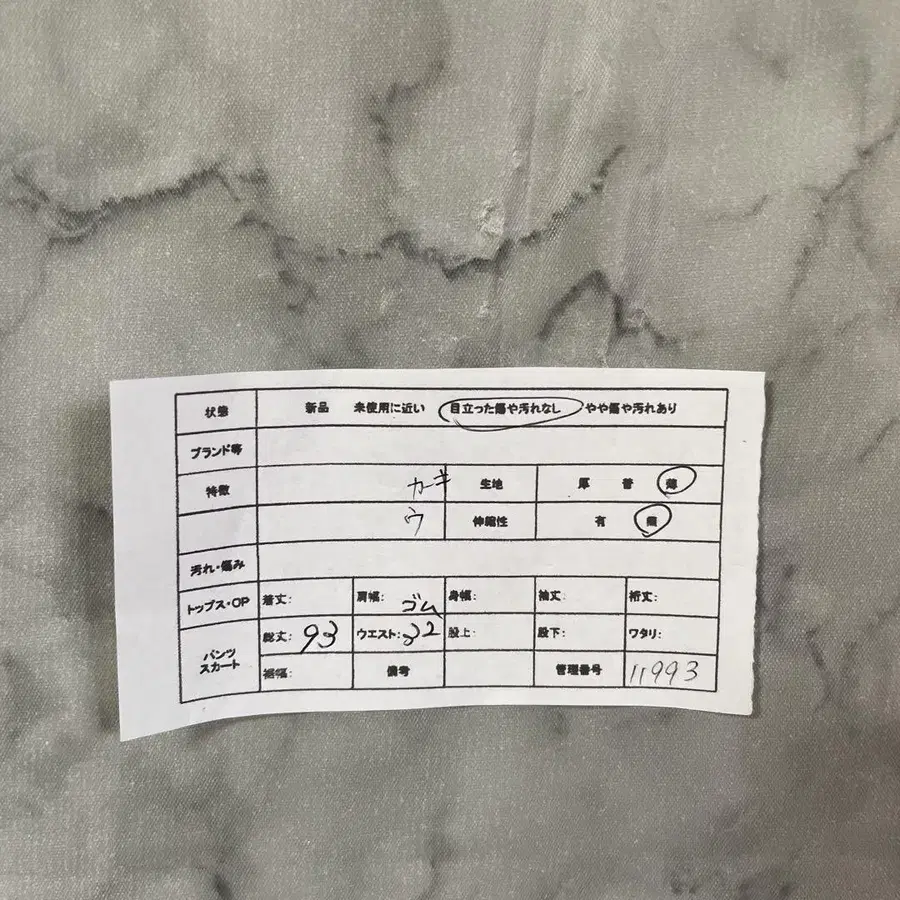 状態 新品 未使用に近い 目立った傷や汚れなし やや傷や汚れあり
ブランド等
特徴 カキ 生地 厚 普 薄
ウ 伸縮性 有 無
汚れ・傷み
トップス・OP 着丈: 肩幅: 身幅: 袖丈: 裄丈:
パンツ スカート 総丈: 93 ウエスト: ゴム 32 股上: 股下: ワタリ:
裾幅: 備考 管理番号 11993